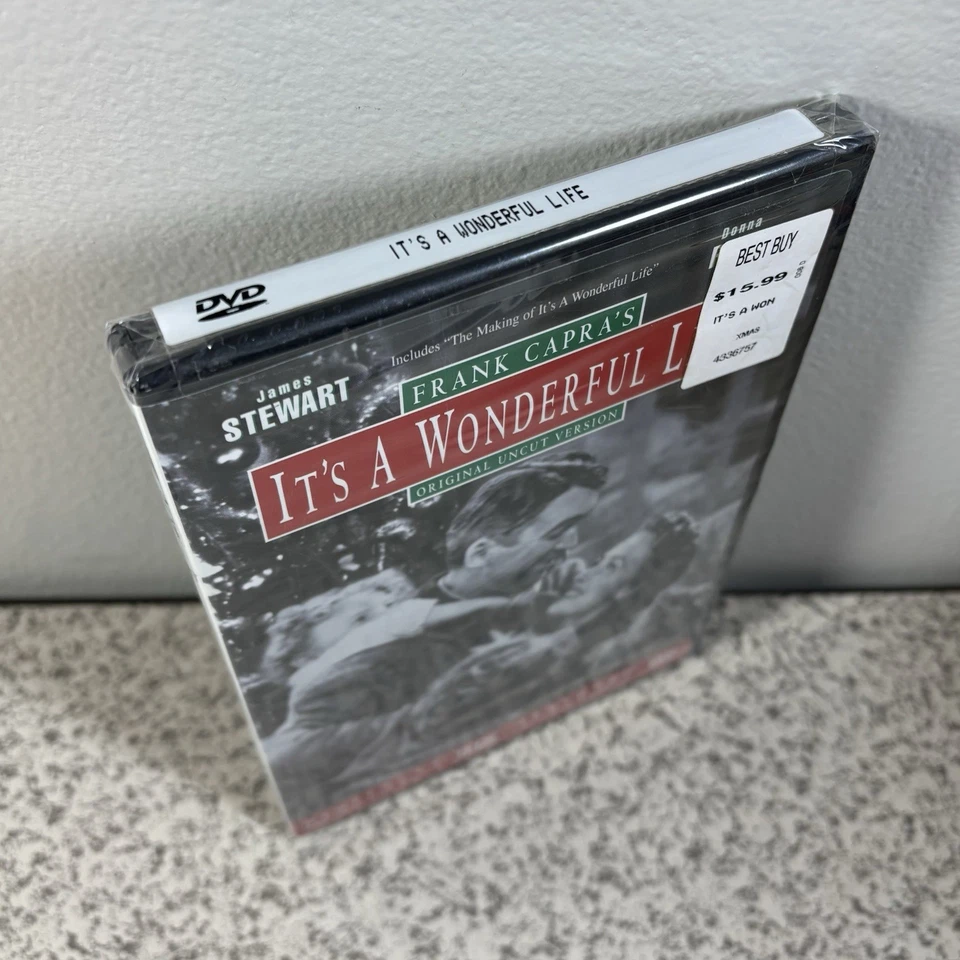 DVD
IT'S A WONDERFUL LIFE
Includes "The Making of It's A Wonderful Life"
James
STEWART
Donna
FRANK CAPRA'S
IT'S A WONDERFUL L
ORIGINAL UNCUT VERSION
BEST BUY
$15.99
IT'S A WON
XMAS
4336757